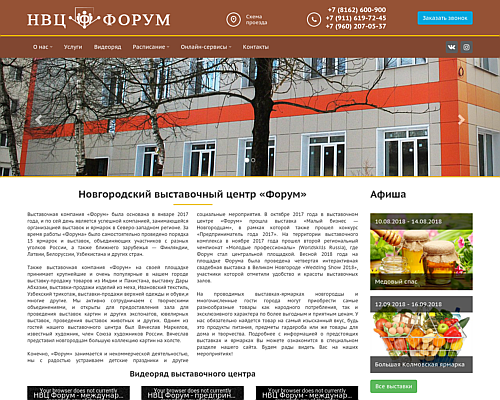 НВЦ ФОРУМ
Схема
проезда
+7 (8162) 600-900
+7 (911) 619-72-45
+7 (960) 207-05-37
Заказать звонок
О нас
Услуги
Видеоряд
Расписание
Онлайн-сервисы
Контакты
Новгородский выставочный центр «Форум»
Выставочная компания «Форум» была основана в январе 2017
года, и по сей день является успешной компанией, занимающейся
организацией выставок и ярмарок в Северо-западном регионе. За
время работы «Форум» было самостоятельно проведено порядка
13 ярмарок и выставок, объединяющих участников с разных
уголков России, а также ближнего зарубежья — Финляндии,
Латвии, Белоруссии, Узбекистана и других стран.
Также выставочная компания «Форум» на своей площадке
принимает крупнейшие и очень популярные в нашем городе
выставку-продажу товаров из Индии и Пакистана, выставку Дары
Абхазии, выставки-продажи изделий из меха, Ивановский текстиль,
Узбекский трикотаж, выставки-продажи верхней одежды и обуви,и
многие другие. Мы активно сотрудничаем с творческими
объединениями, и открыты для предоставления зала для
проведения выставок картин и других экспонатов, ювелирных
выставок, проведения выставок животных и других. Одним из
гостей нашего выставочного центра был Вячеслав Маркелов,
известный художник, член Союза художников России. Вячеслав
представил новгородцам большую коллекцию картин на холсте.
Конечно, «Форум» занимается и некоммерческой деятельностью,
мы с радостью устраиваем детские праздники и другие
социальные мероприятия. В октябре 2017 года в выставочном
центре «Форум» прошла выставка «Малый бизнес —
Новгородцам», в рамках которой также прошел конкурс
«Предприниматель года 2017». На территории выставочного
комплекса в ноябре 2017 года прошел второй региональный
чемпионат «Молодые профессионалы» (WorldSkills Russia), где
Форум стал центральной площадкой. Весной 2018 года на
площадке Форума была проведена четвертая интерактивная
свадебная выставка в Великом Новгороде «Wedding Show 2018»,
участники которой отметили удобство и красоты выставочных
залов.
На проводимых выставках-ярмарках новгородцы и
многочисленные гости города могут приобрести самые
разнообразные товары как народного потребления, так и
эксклюзивного характера по более выгодным и приятным ценам. У
нас обязательно найдется товар на самый изысканный вкус, будь
это продукты питания, предметы гардероба или же товары для
дома и творчества. Подробнее с информацией о предстоящих
выставках и ярмарках Вы можете ознакомится в специальном
разделе нашего сайта. Будем рады видеть Вас на наших
мероприятиях!
Афиша
10.08.2018 - 14.08.2018
Медовый спас
12.09.2018 - 16.09.2018
Большая Колмовская ярмарка
Все выставки
Видеоряд выставочного центра
Your browser does not currently
НВЦ Форум - междунар...
Your browser does not currently
НВЦ Форум - предприн...
Your browser does not currently
НВЦ Форум - междунар...